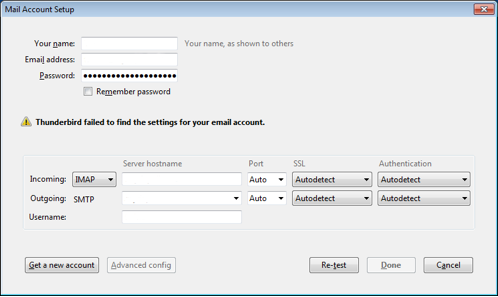 Mail Account Setup
Your name: Your name, as shown to others
Email address:
Password: ••••••••••••••••••••
Remember password
Thunderbird failed to find the settings for your email account.
Server hostname Port SSL Authentication
Incoming: IMAP Auto Autodetect Autodetect
Outgoing: SMTP Auto Autodetect Autodetect
Username:
Get a new account Advanced config Re-test Done Cancel